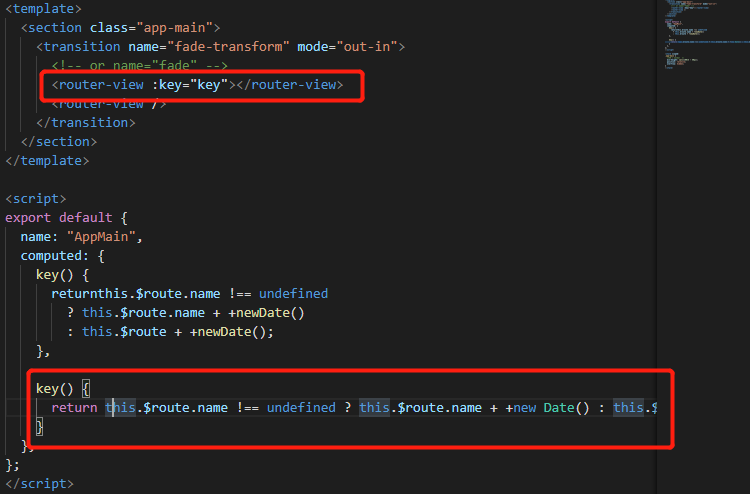 <template>
<section class="app-main">
<transition name="fade-transform" mode="out-in">
<!-- or name="fade" -->
<router-view :key="key"></router-view>
<router-view />
</transition>
</section>
</template>
<script>
export default {
name: "AppMain",
computed: {
key() {
returnthis.$route.name !== undefined
? this.$route.name + +newDate()
: this.$route + +newDate();
},
key() {
return this.$route.name !== undefined ? this.$route.name + +new Date() : this.$
}
},
};
</script>